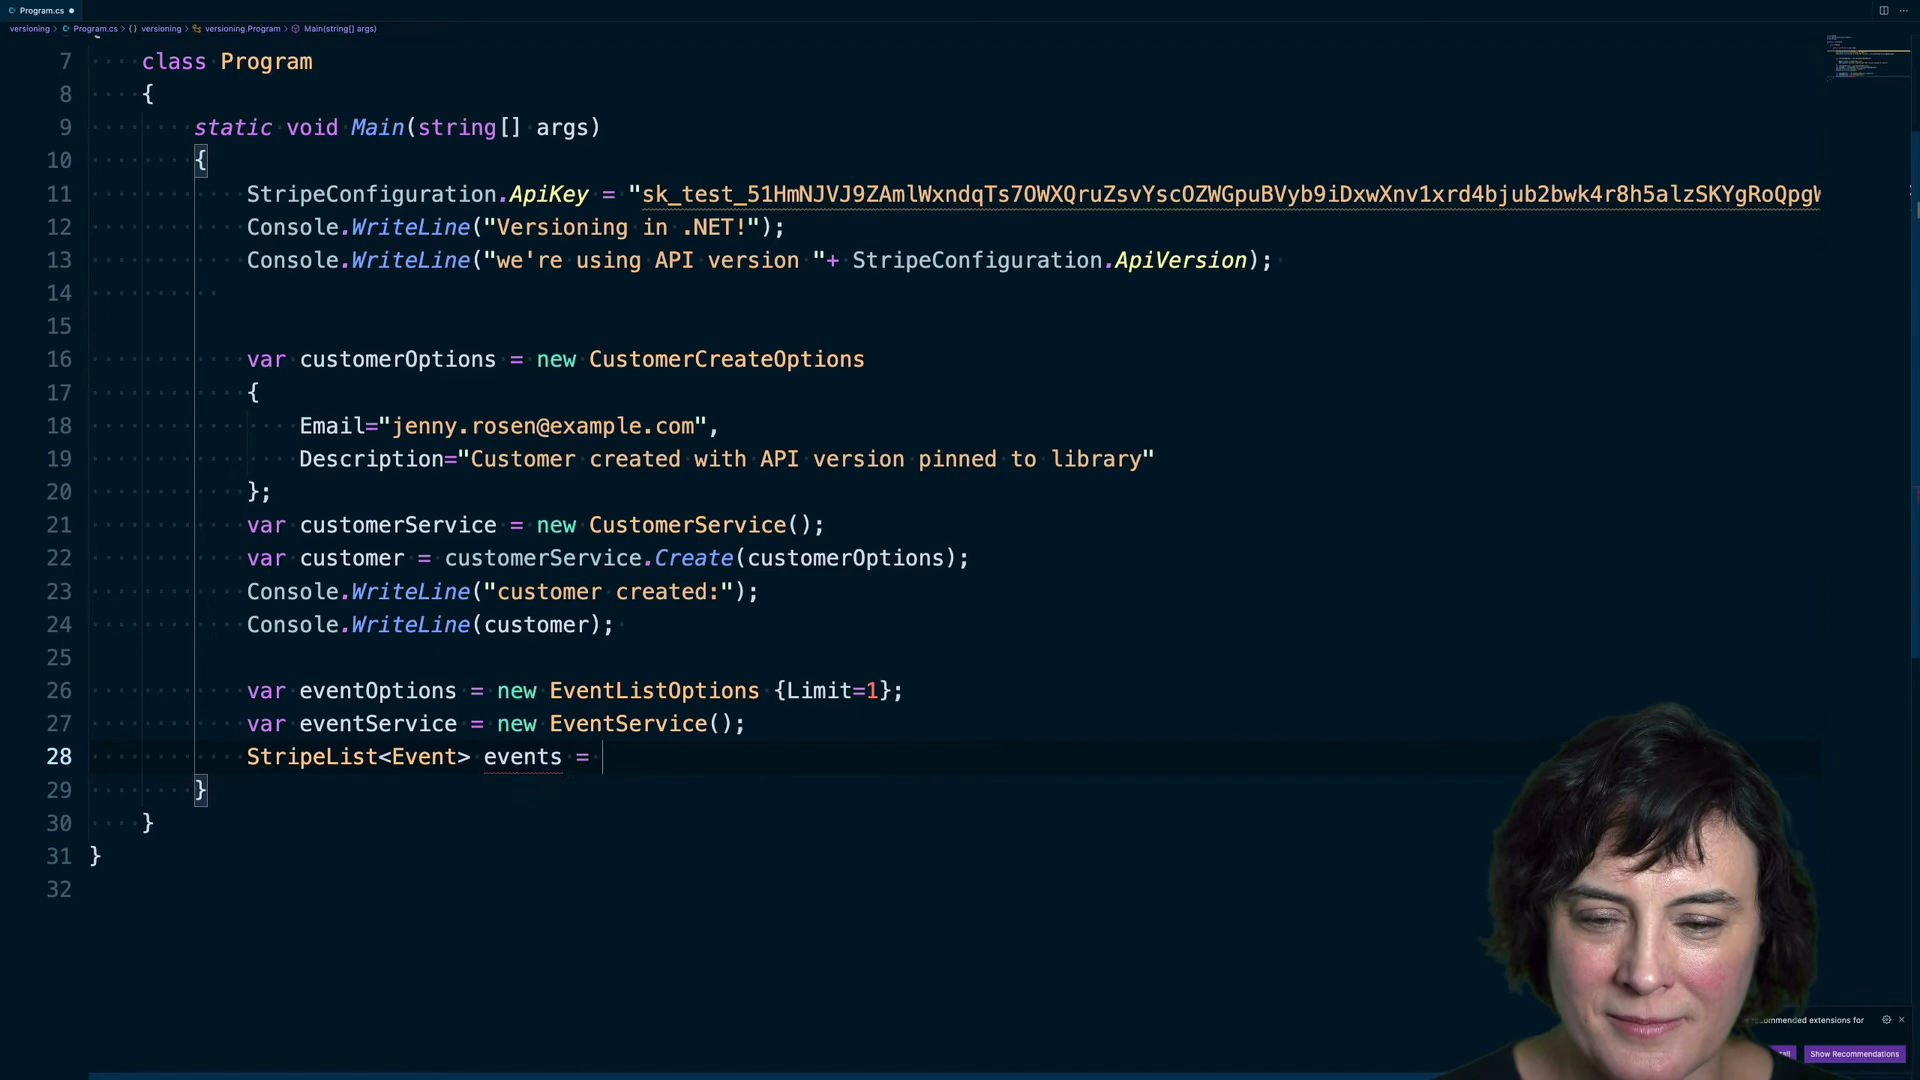 Program.cs
versioning > Program.cs > {} versioning > versioning.Program > Main(string[] args)
7 class Program
8 {
9 static void Main(string[] args)
10 {
11 StripeConfiguration.ApiKey = "sk_test_51HmNJVJ9ZAmlWxndqTs7OWXQruZsvYscOZWGpuBVyb9iDxwXnv1xrd4bjub2bwk4r8h5alzSKYgRoQpgW
12 Console.WriteLine("Versioning in .NET!");
13 Console.WriteLine("we're using API version "+ StripeConfiguration.ApiVersion);
14
15
16 var customerOptions = new CustomerCreateOptions
17 {
18 Email="jenny.rosen@example.com",
19 Description="Customer created with API version pinned to library"
20 };
21 var customerService = new CustomerService();
22 var customer = customerService.Create(customerOptions);
23 Console.WriteLine("customer created:");
24 Console.WriteLine(customer);
25
26 var eventOptions = new EventListOptions {Limit=1};
27 var eventService = new EventService();
28 StripeList<Event> events =
29 }
30 }
31 }
32
recommended extensions for
Show Recommendations